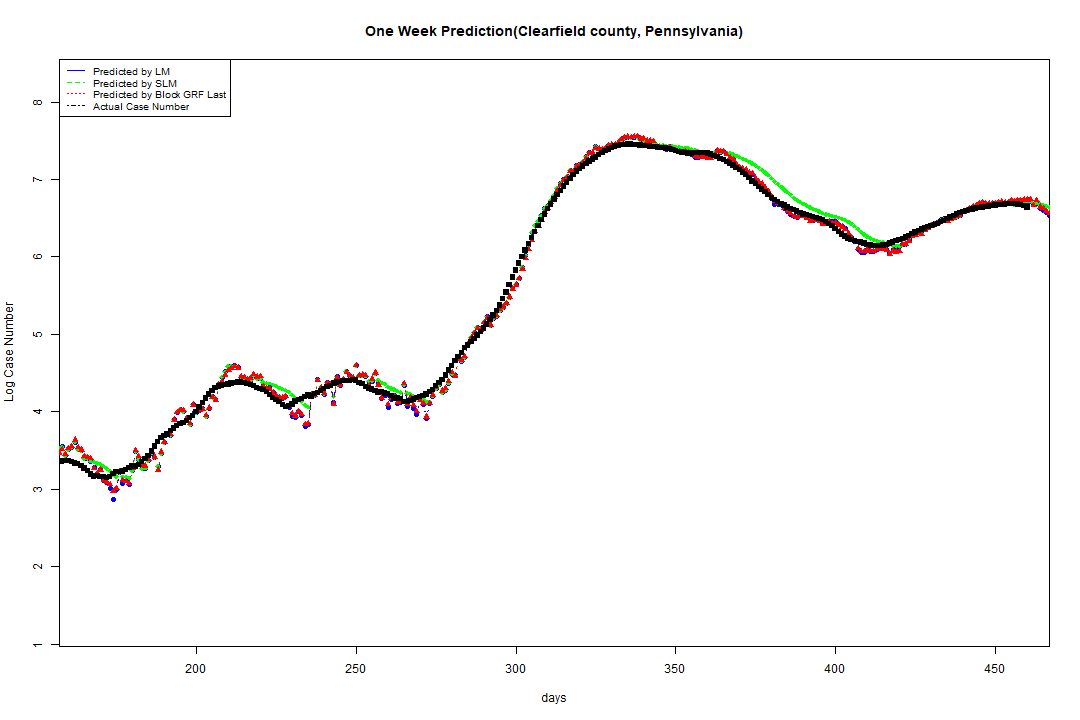 One Week Prediction(Clearfield county, Pennsylvania)
Predicted by LM
Predicted by SLM
Predicted by Block GRF Last
Actual Case Number
Log Case Number
8
7
6
5
4
3
2
1
200 250 300 350 400 450
days